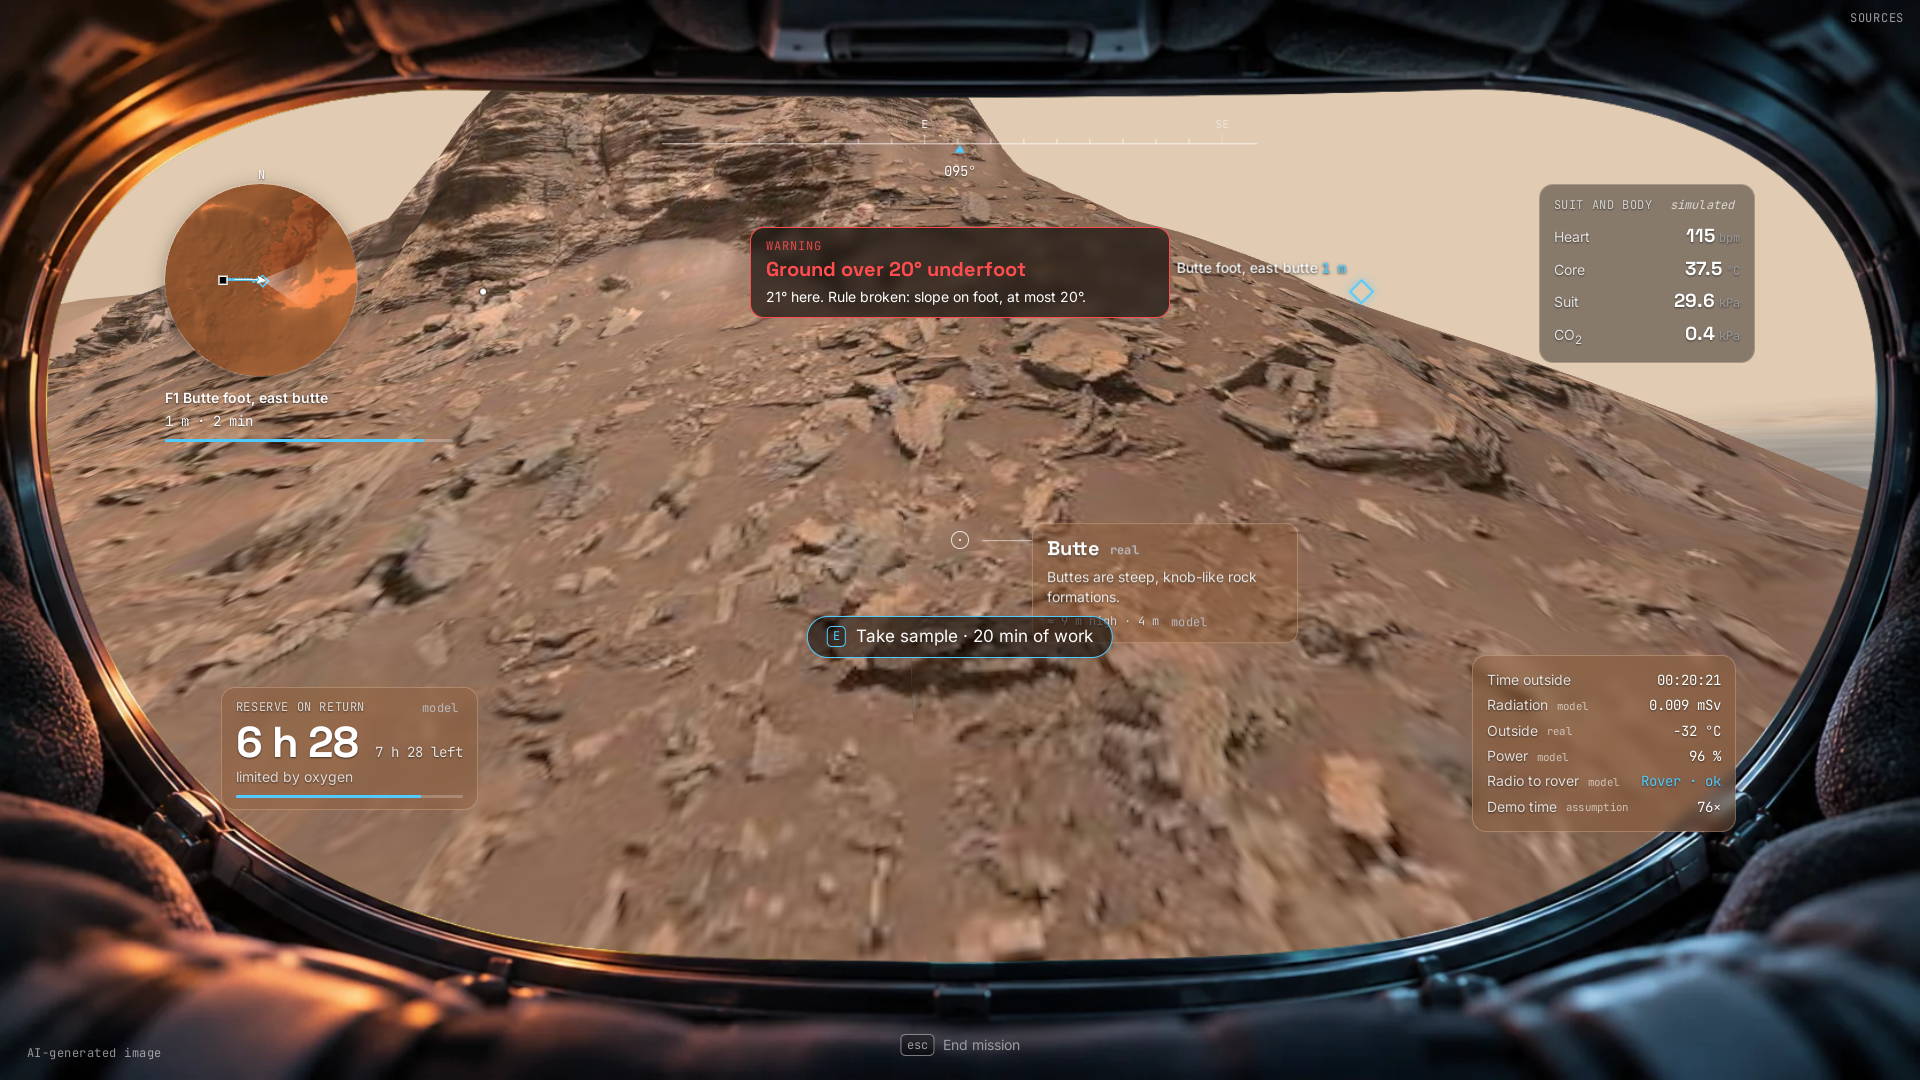 SOURCES
E
SE
095°
N
WARNING
Ground over 20° underfoot
21° here. Rule broken: slope on foot, at most 20°.
Butte foot, east butte 1 m
SUIT AND BODY simulated
Heart 115 bpm
Core 37.5 °C
Suit 29.6 kPa
CO2 0.4 kPa
F1 Butte foot, east butte
1 m · 2 min
Butte real
Buttes are steep, knob-like rock
formations.
≈ 9 m high · 4 m model
E Take sample · 20 min of work
RESERVE ON RETURN model
6 h 28 7 h 28 left
limited by oxygen
Time outside 00:20:21
Radiation model 0.009 mSv
Outside real -32 °C
Power model 96 %
Radio to rover model Rover · ok
Demo time assumption 76×
esc End mission
AI-generated image